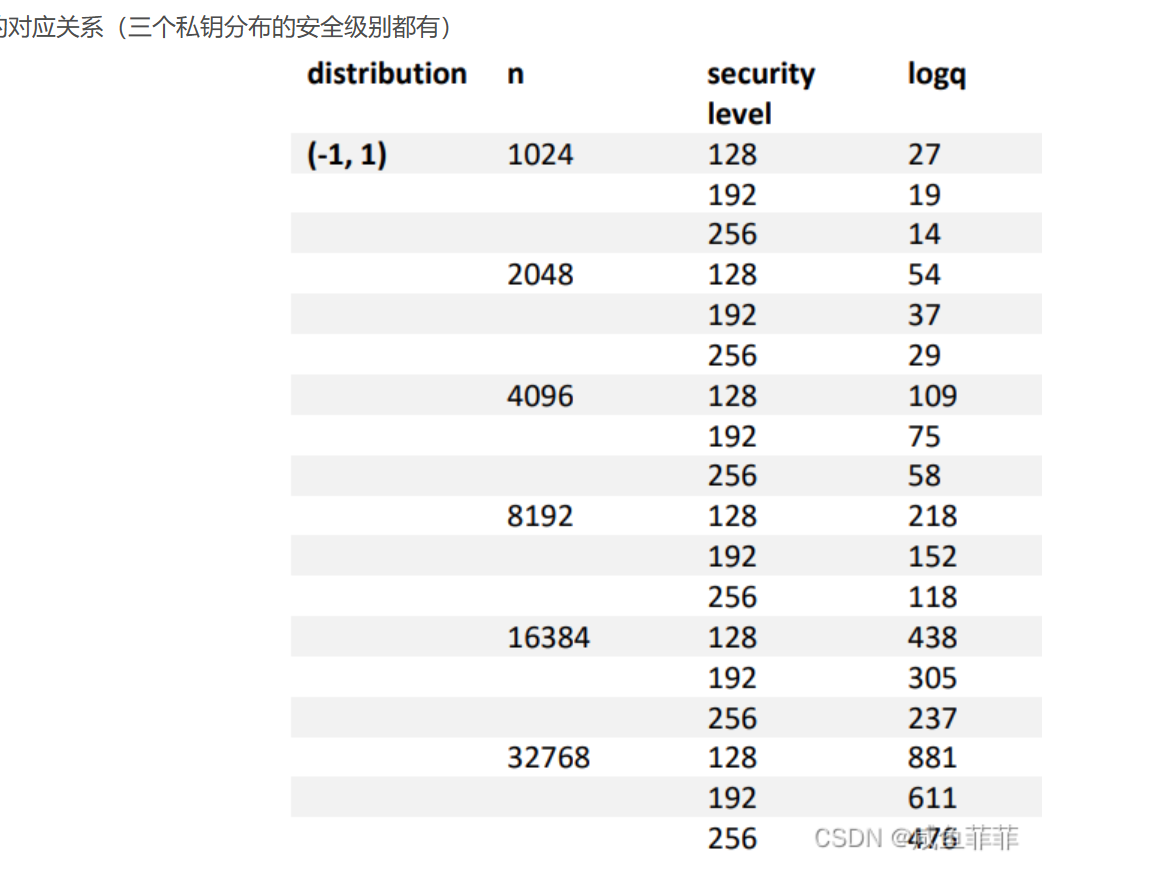 的对应关系（三个私钥分布的安全级别都有）
distribution n security level logq
(-1, 1) 1024 128 27
192 19
256 14
2048 128 54
192 37
256 29
4096 128 109
192 75
256 58
8192 128 218
192 152
256 118
16384 128 438
192 305
256 237
32768 128 881
192 611
256 476
CSDN @咸鱼菲菲